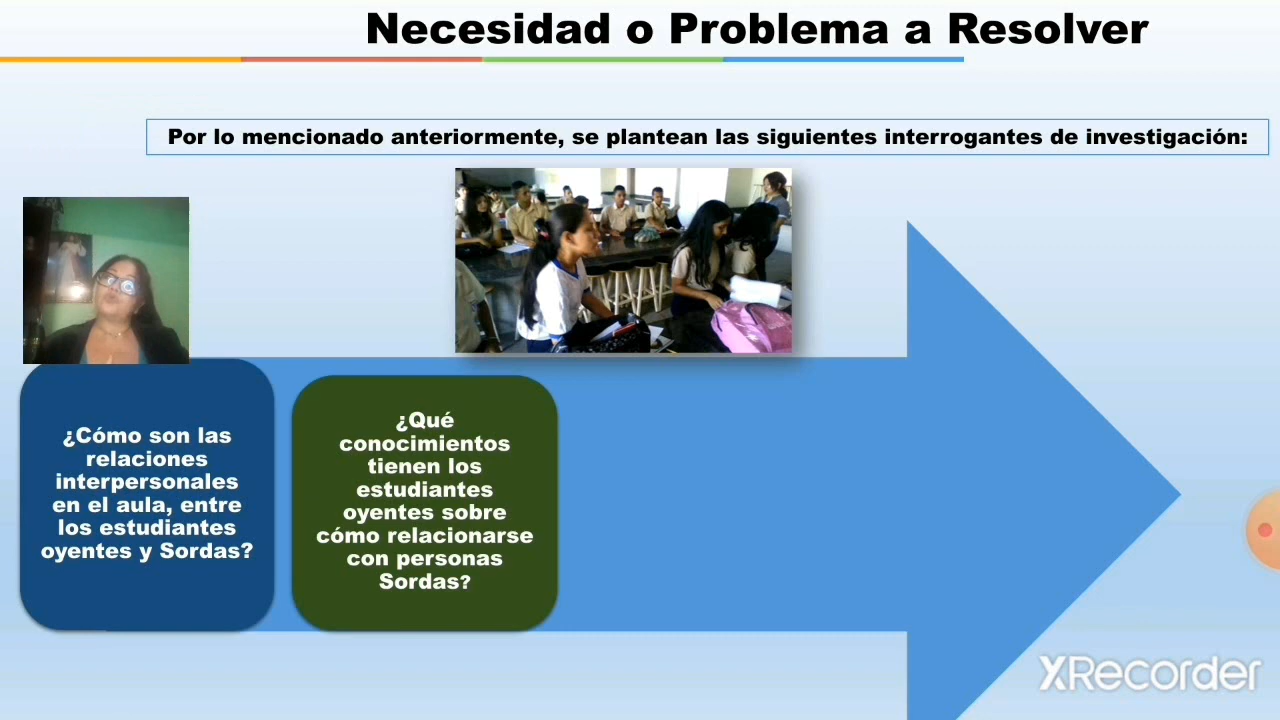 Necesidad o Problema a Resolver
Por lo mencionado anteriormente, se plantean las siguientes interrogantes de investigación:
¿Cómo son las
relaciones
interpersonales
en el aula, entre
los estudiantes
oyentes y Sordas?
¿Qué
conocimientos
tienen los
estudiantes
oyentes sobre
cómo relacionarse
con personas
Sordas?
XRecorder